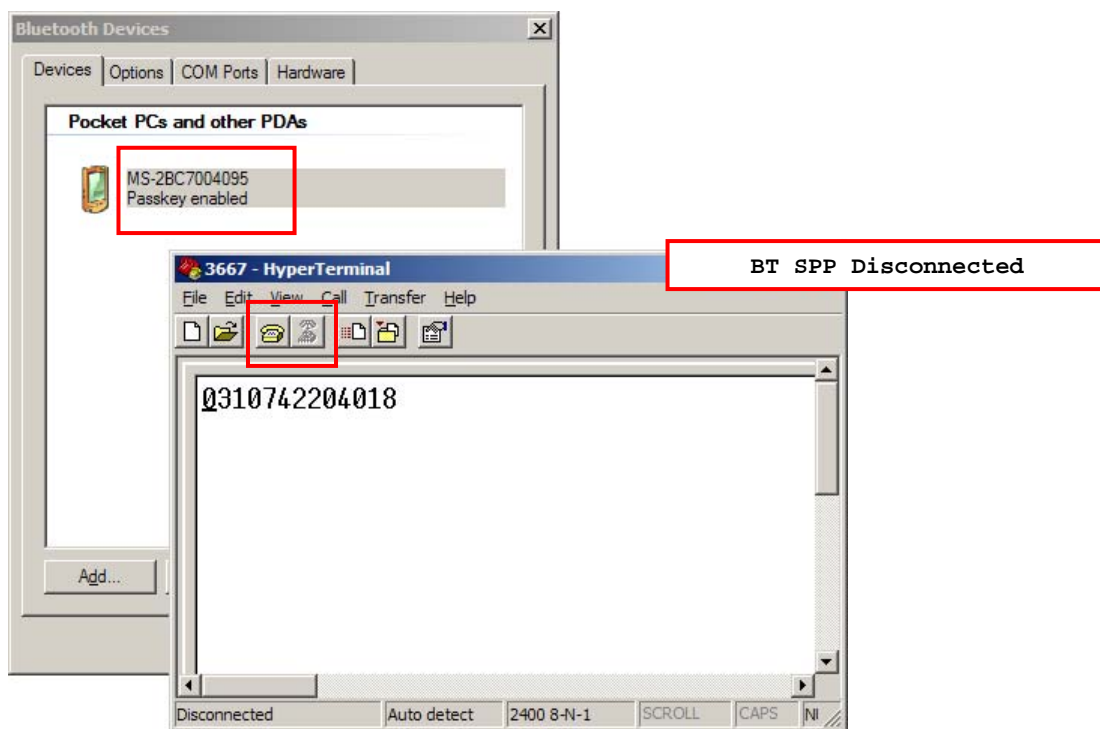 Bluetooth Devices
Devices Options COM Ports Hardware
Pocket PCs and other PDAs
MS-2BC7004095
Passkey enabled
Add...
BT SPP Disconnected
3667 - HyperTerminal
File Edit View Call Transfer Help
0310742204018
Disconnected Auto detect 2400 8-N-1 SCROLL CAPS